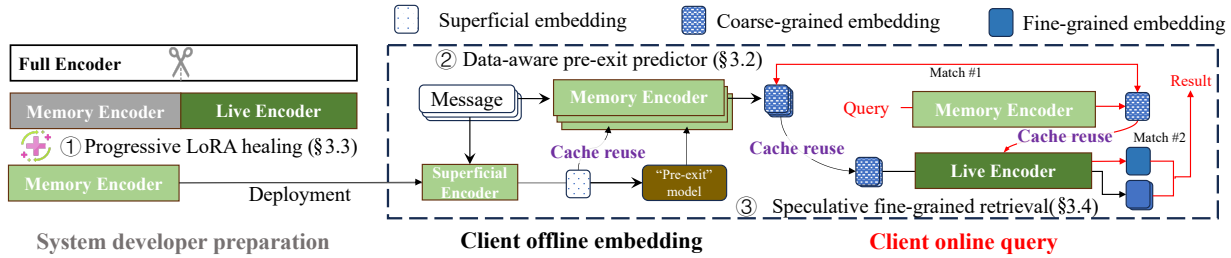 Superficial embedding
Coarse-grained embedding
Fine-grained embedding
Full Encoder
Memory Encoder
Live Encoder
① Progressive LoRA healing (§3.3)
Memory Encoder
Deployment
System developer preparation
② Data-aware pre-exit predictor (§3.2)
Message
Memory Encoder
Cache reuse
Superficial
Encoder
"Pre-exit"
model
Client offline embedding
Match #1
Result
Query
Memory Encoder
Cache reuse
Cache reuse
Match #2
Live Encoder
③ Speculative fine-grained retrieval(§3.4)
Client online query